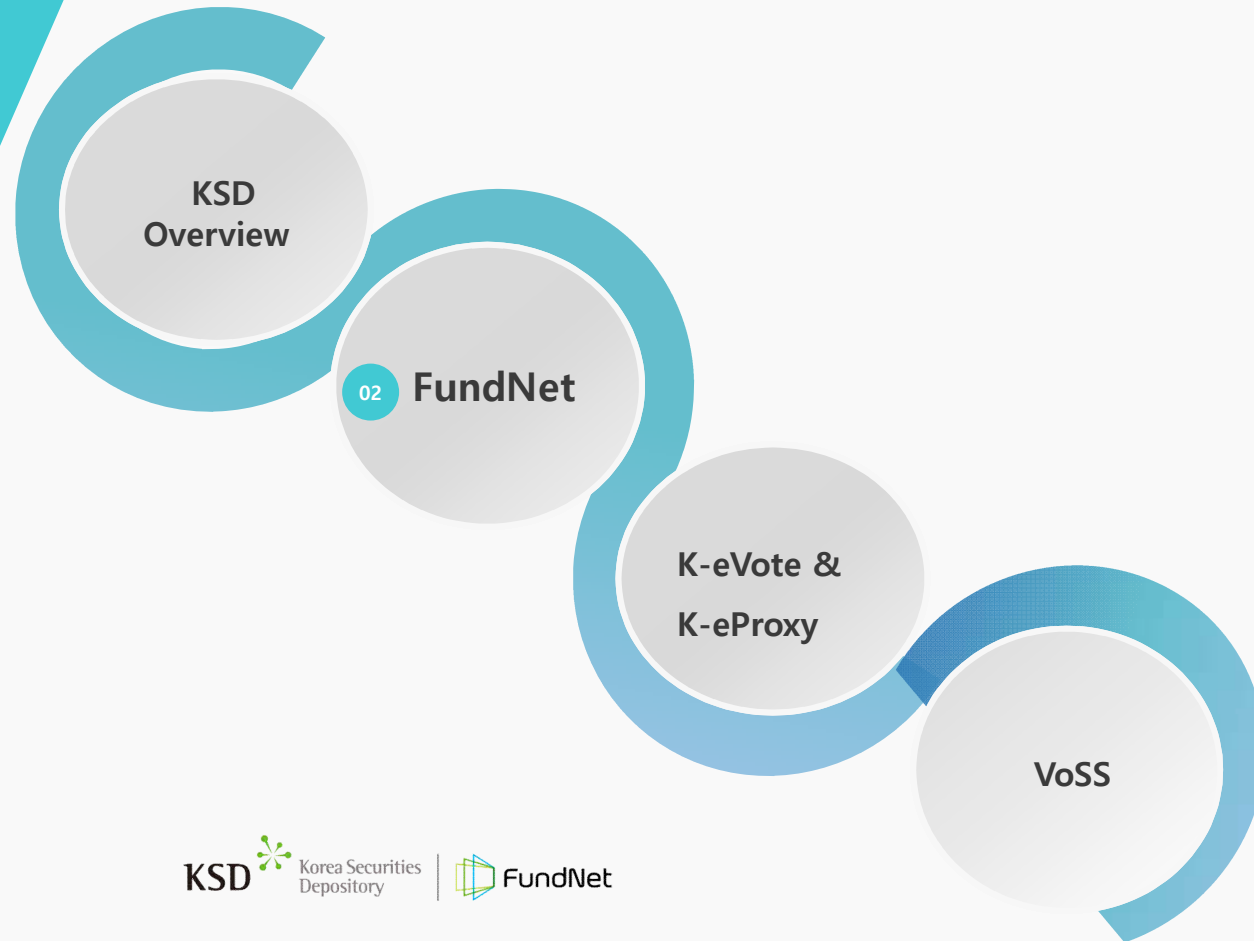 KSD
Overview
02
FundNet
K-eVote &
K-eProxy
VoSS
KSD
Korea Securities
Depository
FundNet